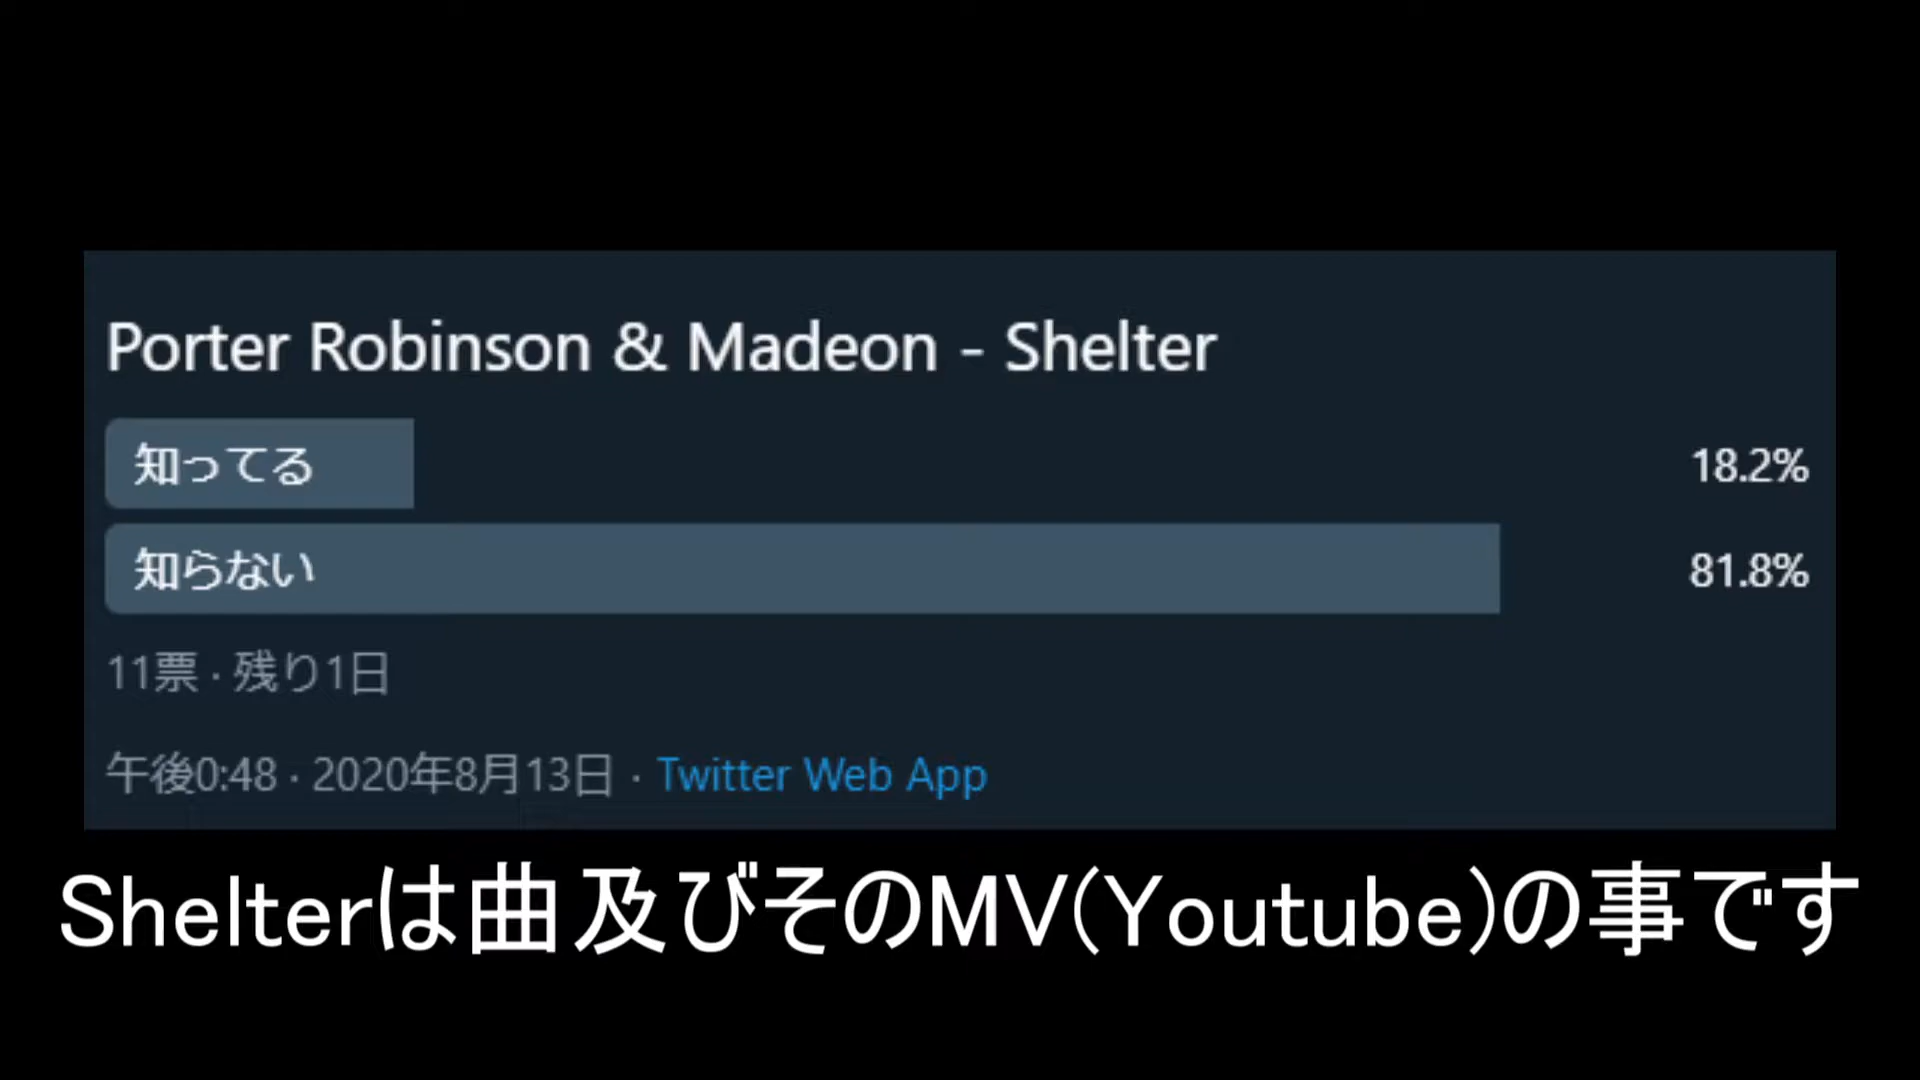 Porter Robinson & Madeon - Shelter
知ってる 18.2%
知らない 81.8%
11票 · 残り1日
午後0:48 · 2020年8月13日 · Twitter Web App
Shelterは曲及びそのMV(Youtube)の事です